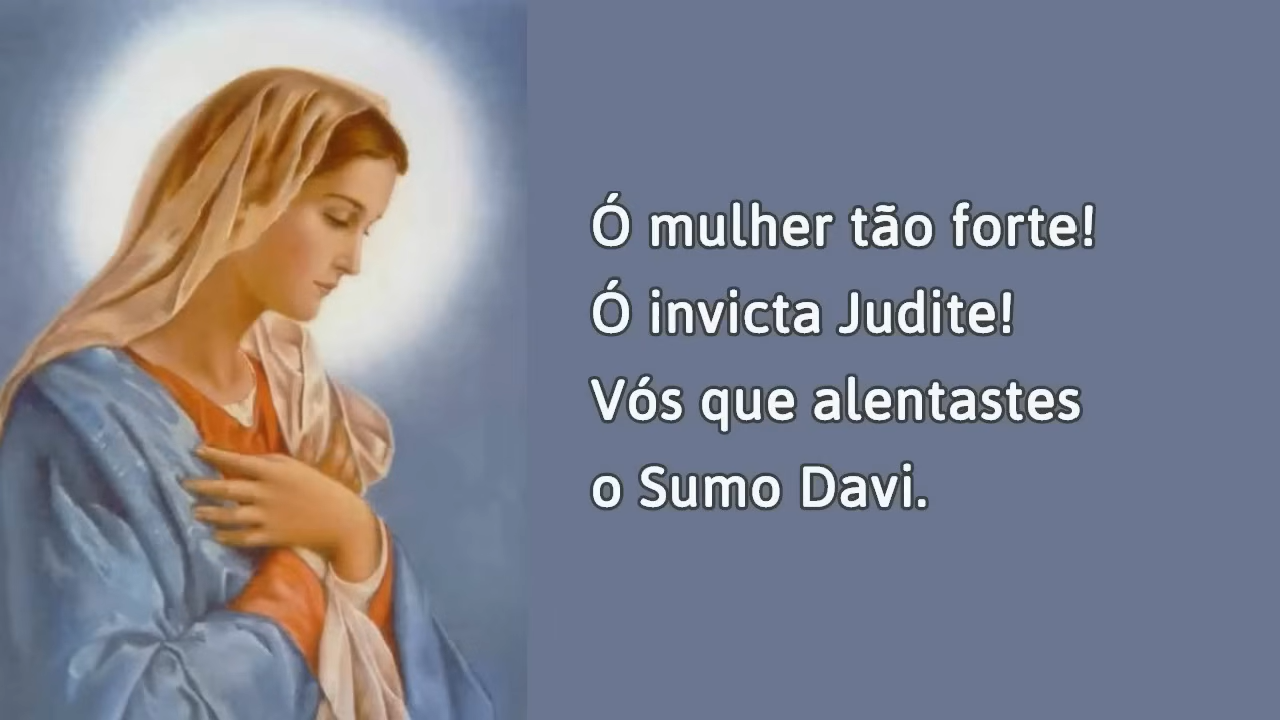 Ó mulher tão forte!
Ó invicta Judite!
Vós que alentastes
o Sumo Davi.